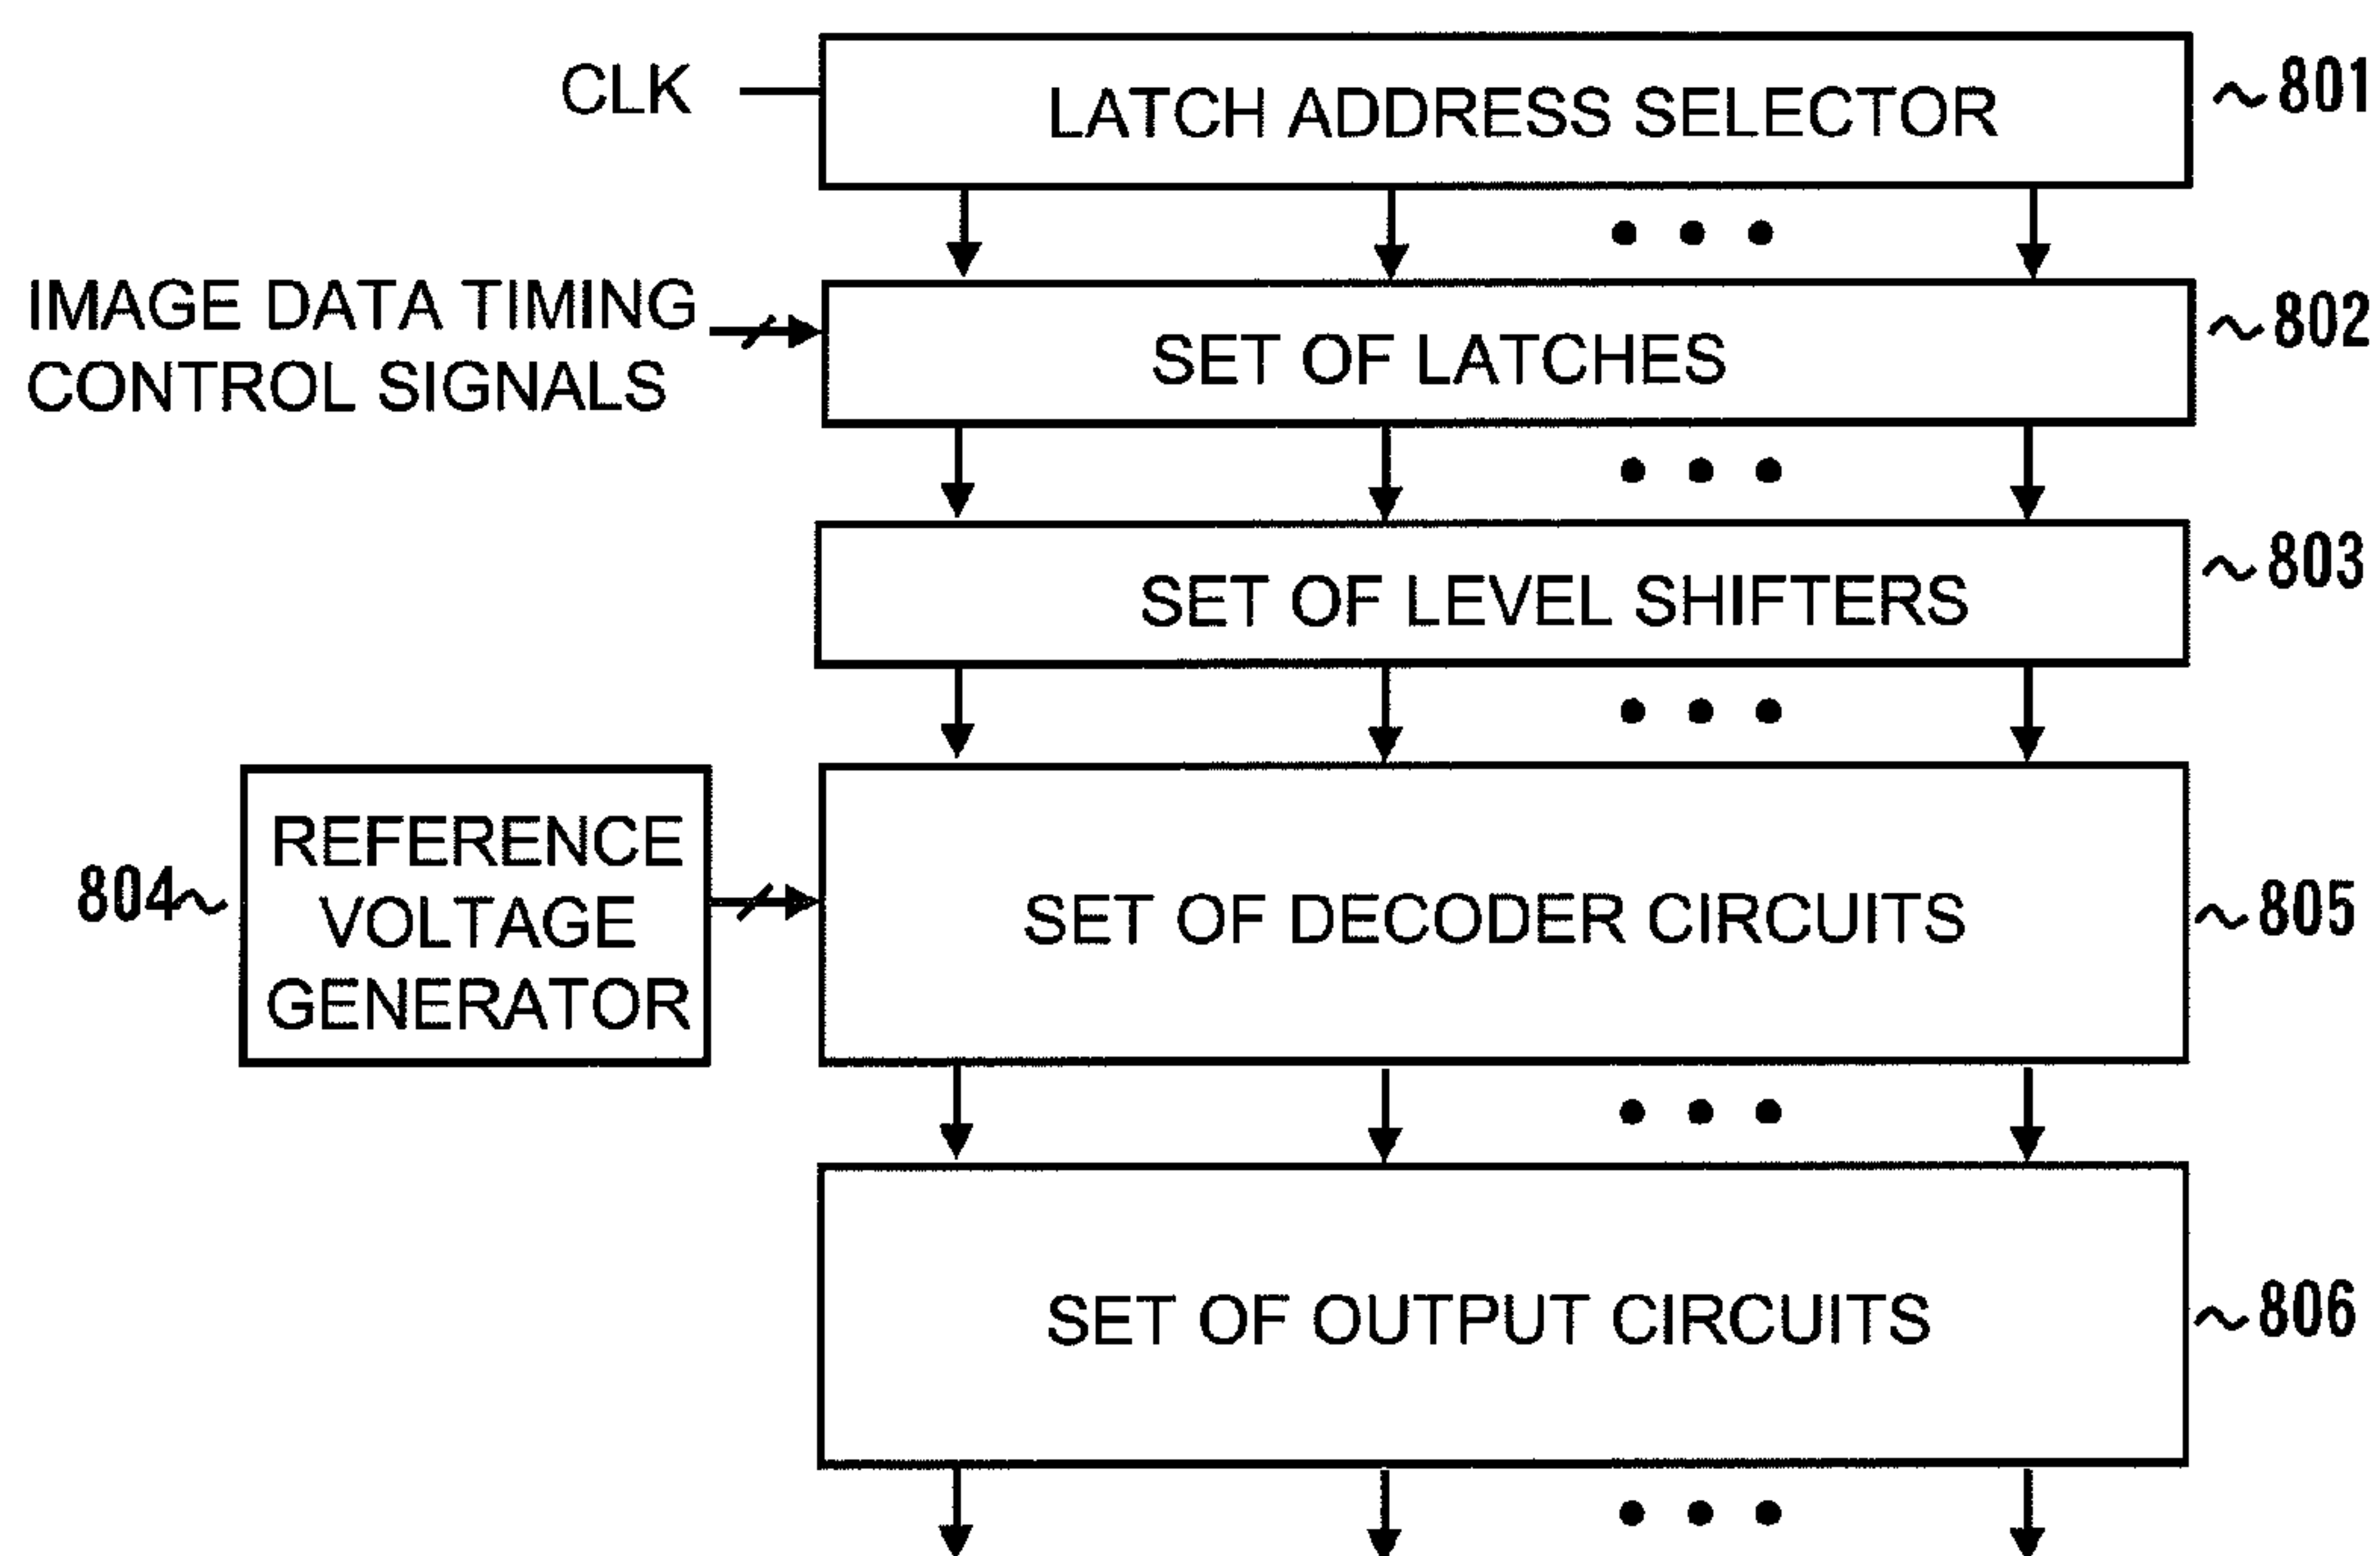 CLK
LATCH ADDRESS SELECTOR
801
IMAGE DATA TIMING
CONTROL SIGNALS
SET OF LATCHES
802
SET OF LEVEL SHIFTERS
803
804
REFERENCE
VOLTAGE
GENERATOR
SET OF DECODER CIRCUITS
805
SET OF OUTPUT CIRCUITS
806